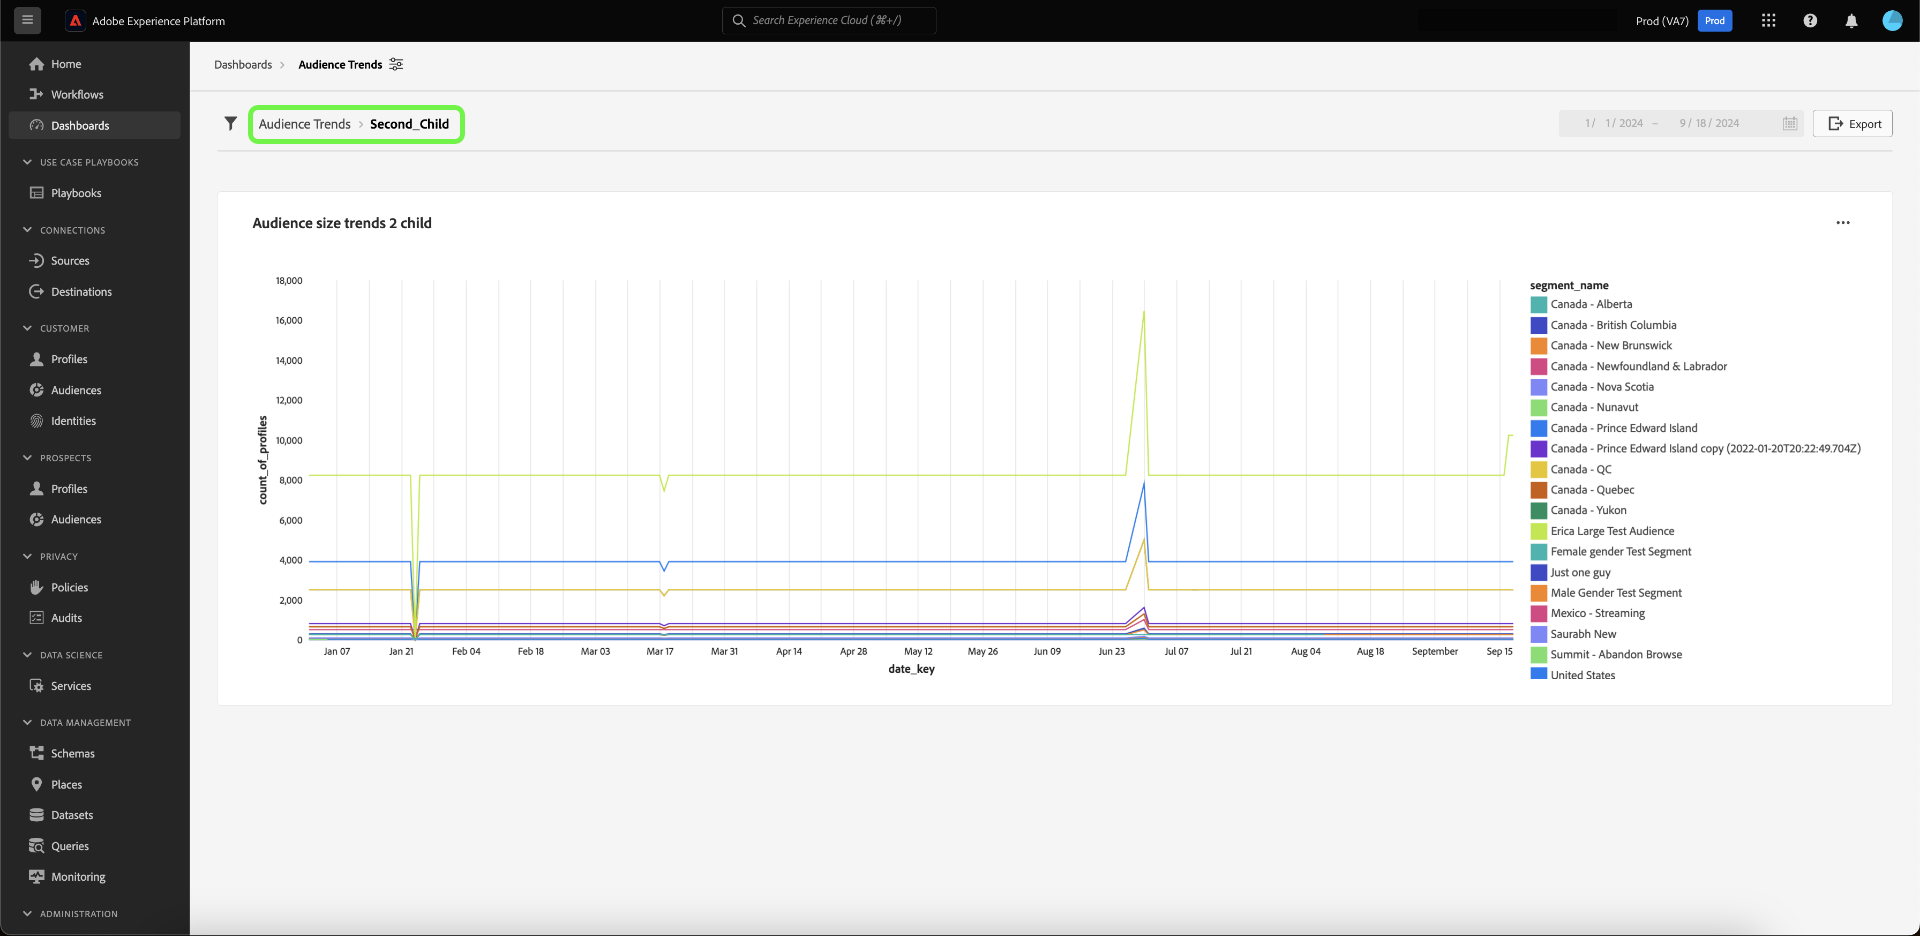 Adobe Experience Platform
Search Experience Cloud (⌘+/)
Prod (VA7)
Prod
Home
Workflows
Dashboards
USE CASE PLAYBOOKS
Playbooks
CONNECTIONS
Sources
Destinations
CUSTOMER
Profiles
Audiences
Identities
PROSPECTS
Profiles
Audiences
PRIVACY
Policies
Audits
DATA SCIENCE
Services
DATA MANAGEMENT
Schemas
Places
Datasets
Queries
Monitoring
ADMINISTRATION
Dashboards > Audience Trends
Audience Trends > Second_Child
1 / 1 / 2024 – 9 / 18 / 2024
Export
Audience size trends 2 child
count_of_profiles
18,000
16,000
14,000
12,000
10,000
8,000
6,000
4,000
2,000
0
Jan 07 Jan 21 Feb 04 Feb 18 Mar 03 Mar 17 Mar 31 Apr 14 Apr 28 May 12 May 26 Jun 09 Jun 23 Jul 07 Jul 21 Aug 04 Aug 18 September Sep 15
date_key
segment_name
Canada - Alberta
Canada - British Columbia
Canada - New Brunswick
Canada - Newfoundland & Labrador
Canada - Nova Scotia
Canada - Nunavut
Canada - Prince Edward Island
Canada - Prince Edward Island copy (2022-01-20T20:22:49.704Z)
Canada - QC
Canada - Quebec
Canada - Yukon
Erica Large Test Audience
Female gender Test Segment
Just one guy
Male Gender Test Segment
Mexico - Streaming
Saurabh New
Summit - Abandon Browse
United States